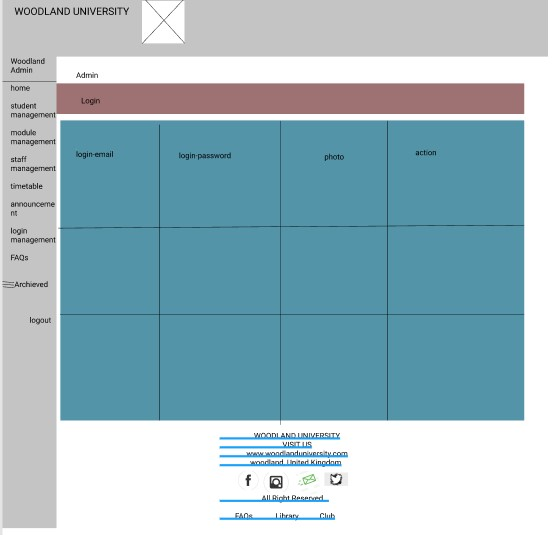 WOODLAND UNIVERSITY
Woodland
Admin
home
student
management
module
management
staff
management
timetable
announceme
nt
login
management
FAQs
Archieved
logout
Admin
Login
login-email
login-password
photo
action
WOODLAND UNIVERSITY
VISIT US
www.woodlanduniversity.com
woodland, United Kingdom
All Right Reserved
FAQs Library Club